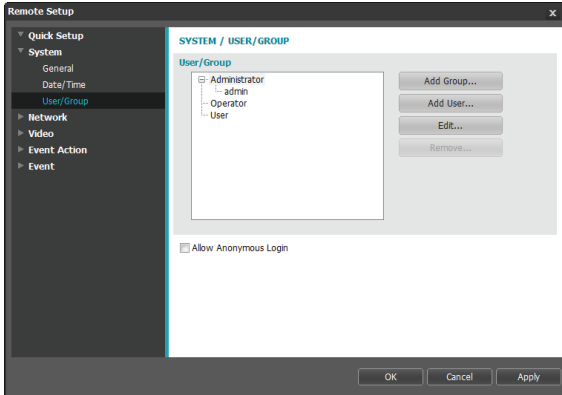 Remote Setup
x
Quick Setup
System
General
Date/Time
User/Group
Network
Video
Event Action
Event
SYSTEM / USER/GROUP
User/Group
Administrator
admin
Operator
User
Add Group...
Add User...
Edit...
Remove...
Allow Anonymous Login
OK
Cancel
Apply